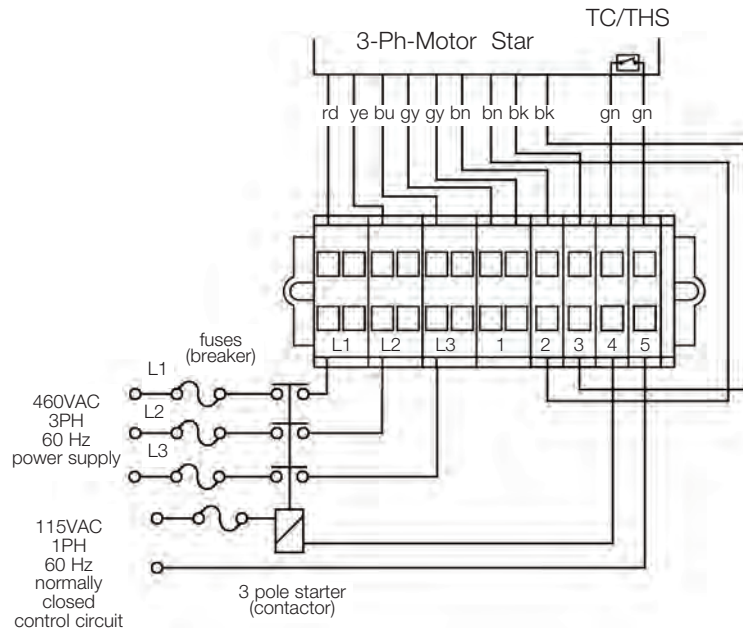 TC/THS
3-Ph-Motor Star
rd ye bu gy gy bn bn bk bk gn gn
L1 L2 L3 1 2 3 4 5
fuses
(breaker)
L1
L2
L3
460VAC
3PH
60 Hz
power supply
115VAC
1PH
60 Hz
normally
closed
control circuit
3 pole starter
(contactor)